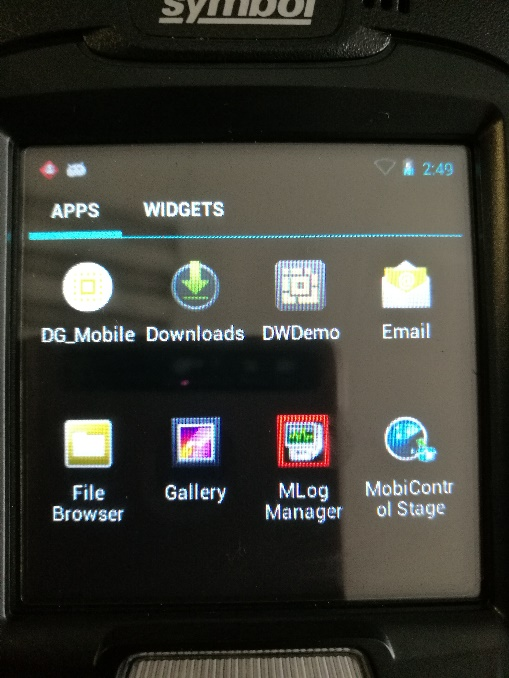 symbol
2:49
APPS WIDGETS
DG_Mobile Downloads DWDemo Email
File Gallery MLog MobiContr
Browser Manager ol Stage